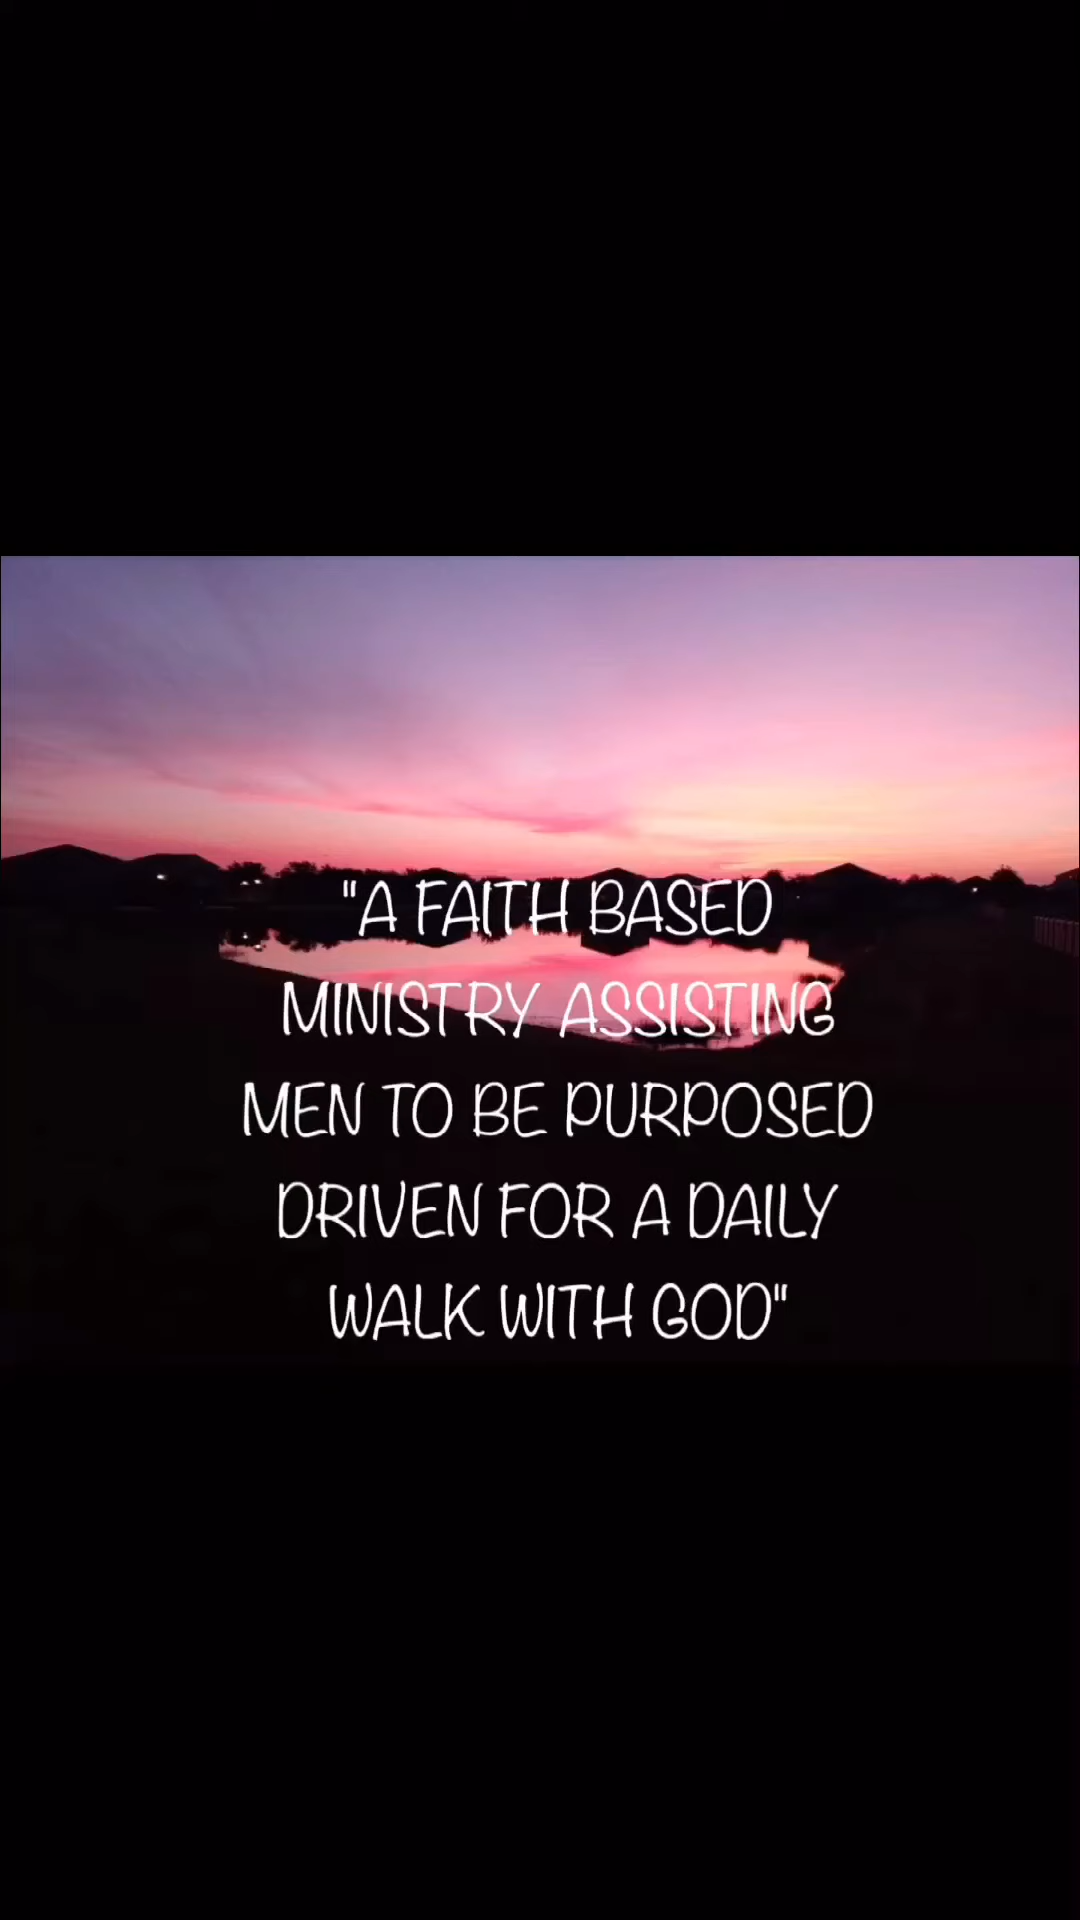 "A FAITH BASED
MINISTRY ASSISTING
MEN TO BE PURPOSED
DRIVEN FOR A DAILY
WALK WITH GOD"